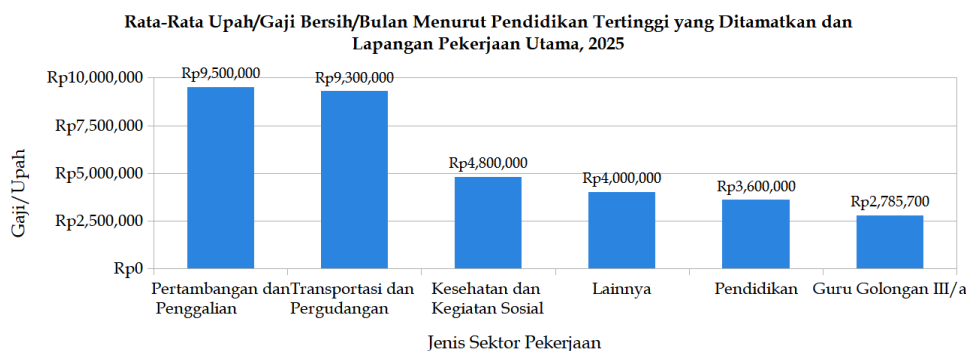 Rata-Rata Upah/Gaji Bersih/Bulan Menurut Pendidikan Tertinggi yang Ditamatkan dan
Lapangan Pekerjaan Utama, 2025
Gaji/Upah
Rp10,000,000
Rp7,500,000
Rp5,000,000
Rp2,500,000
Rp0
Rp9,500,000
Rp9,300,000
Rp4,800,000
Rp4,000,000
Rp3,600,000
Rp2,785,700
Pertambangan dan
Penggalian
Transportasi dan
Pergudangan
Kesehatan dan
Kegiatan Sosial
Lainnya
Pendidikan
Guru Golongan III/a
Jenis Sektor Pekerjaan